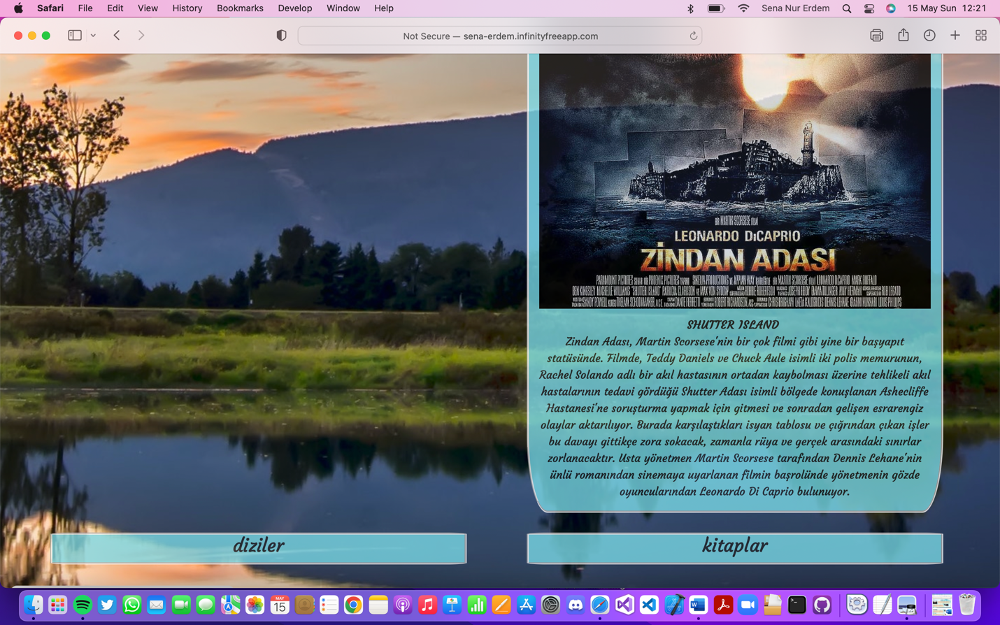 Safari File Edit View History Bookmarks Develop Window Help Sena Nur Erdem 15 May Sun 12:21
Not Secure — sena-erdem.infinityfreeapp.com
BİR MARTIN SCORSESE FİLMİ
LEONARDO DiCAPRIO
ZİNDAN ADASI
SHUTTER ISLAND
Zindan Adası, Martin Scorsese'nin bir çok filmi gibi yine bir başyapıt
statüsünde. Filmde, Teddy Daniels ve Chuck Aule isimli iki polis memurunun,
Rachel Solando adlı bir akıl hastasının ortadan kaybolması üzerine tehlikeli akıl
hastalarının tedavi gördüğü Shutter Adası isimli bölgede konuşlanan Ashecliffe
Hastanesi'ne soruşturma yapmak için gitmesi ve sonradan gelişen esrarengiz
olaylar aktarılıyor. Burada karşılaştıkları isyan tablosu ve çığrından çıkan işler
bu davayı gittikçe zora sokacak, zamanla rüya ve gerçek arasındaki sınırlar
zorlanacaktır. Usta yönetmen Martin Scorsese tarafından Dennis Lehane'nin
ünlü romanından sinemaya uyarlanan filmin başrolünde yönetmenin gözde
oyuncularından Leonardo Di Caprio bulunuyor.
diziler
kitaplar
MAY
15